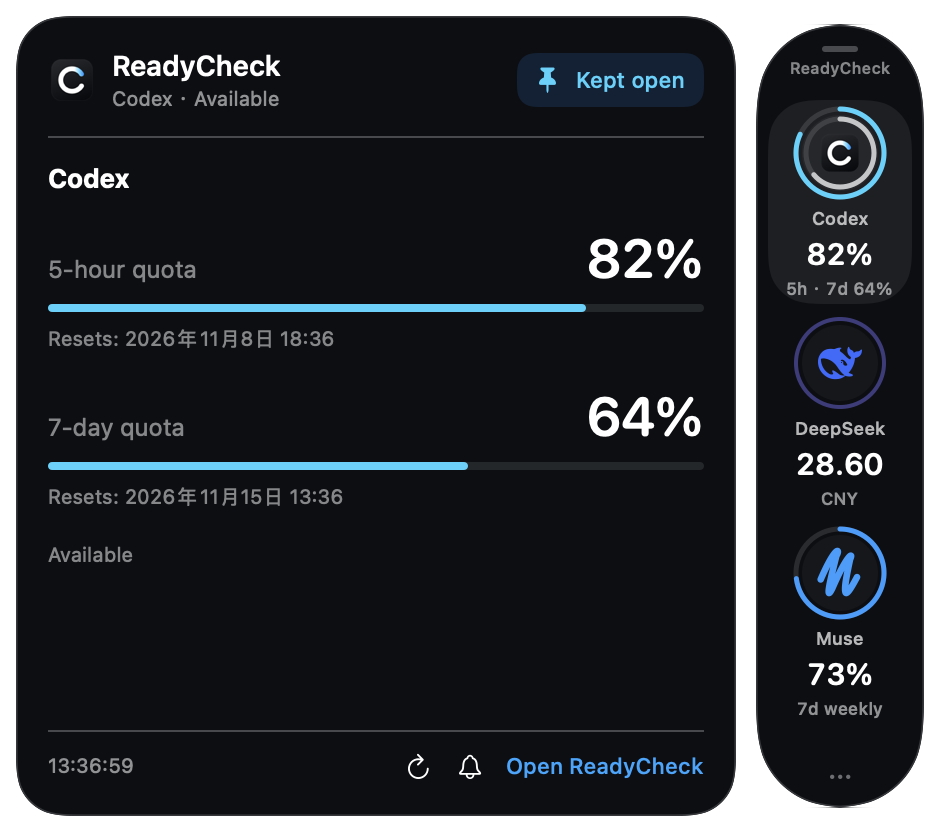 ReadyCheck
Codex · Available
Kept open
Codex
5-hour quota
82%
Resets: 2026年11月8日 18:36
7-day quota
64%
Resets: 2026年11月15日 13:36
Available
13:36:59
Open ReadyCheck
ReadyCheck
Codex
82%
5h · 7d 64%
DeepSeek
28.60
CNY
Muse
73%
7d weekly